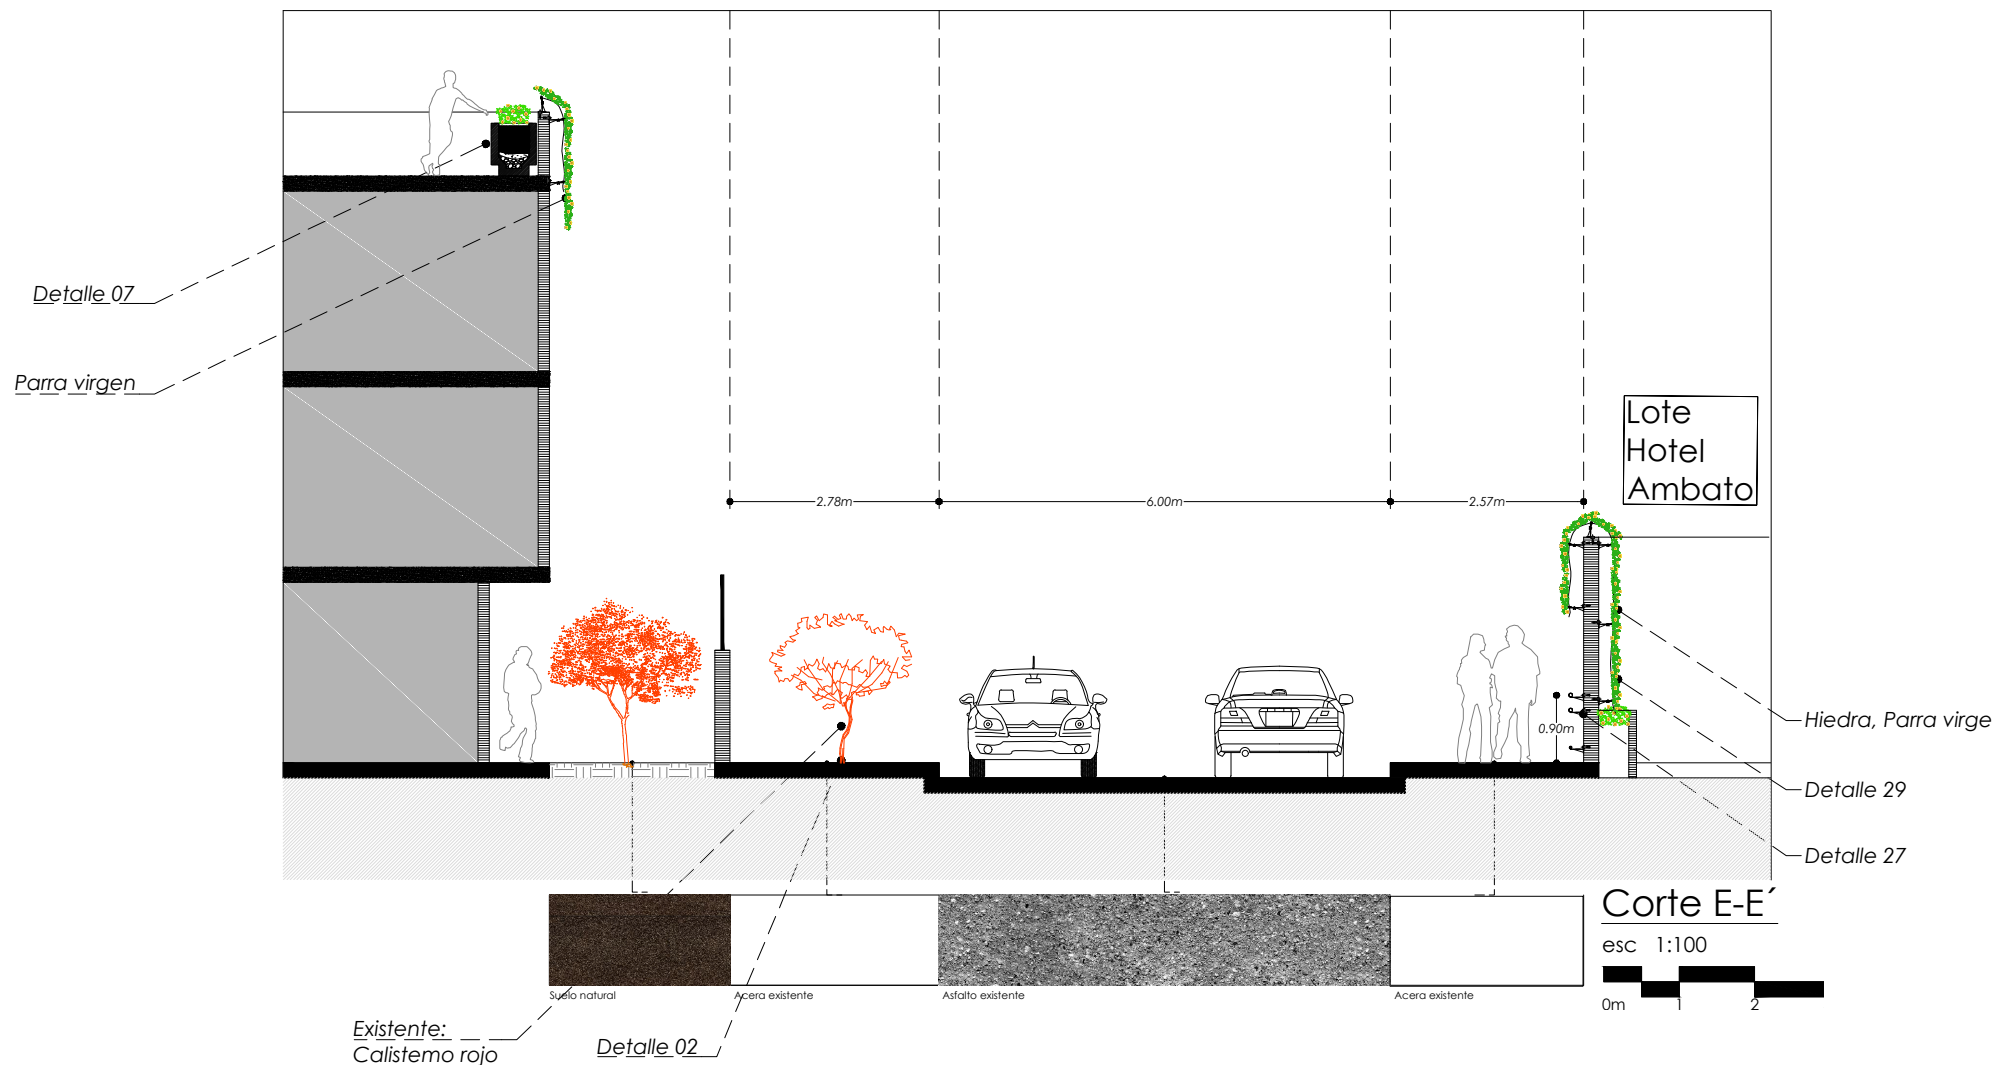 Detalle 07
Parra virgen
Lote
Hotel
Ambato
2.78m
6.00m
2.57m
0.90m
Hiedra, Parra virge
Detalle 29
Detalle 27
Corte E-E´
esc 1:100
0m 1 2
Suelo natural
Acera existente
Asfalto existente
Acera existente
Existente:
Calistemo rojo
Detalle 02